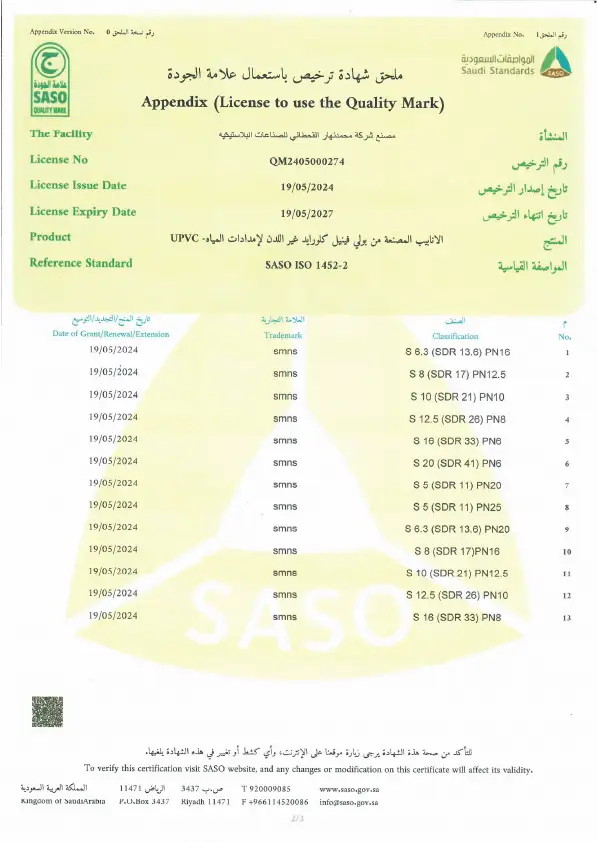 Appendix Version No. 0 رقم نسخة الملحق
Appendix No. 1 رقم الملحق
علامة الجودة
SASO
QUALITY MARK
المواصفات السعودية
Saudi Standards
SASO
ملحق شهادة ترخيص باستعمال علامة الجودة
Appendix (License to use the Quality Mark)
The Facility مصنع شركة محمدنهار القحطاني للصناعات البلاستيكيه المنشأة
License No QM2405000274 رقم الترخيص
License Issue Date 19/05/2024 تاريخ إصدار الترخيص
License Expiry Date 19/05/2027 تاريخ انتهاء الترخيص
Product الانابيب المصنعة من بولي فينيل كلورايد غير اللدن لإمدادات المياه- UPVC المنتج
Reference Standard SASO ISO 1452-2 المواصفة القياسية
تاريخ المنح/التجديد/التوسيع العلامة التجارية الصنف م
Date of Grant/Renewal/Extension Trademark Classification No.
19/05/2024 smns S 6.3 (SDR 13.6) PN16 1
19/05/2024 smns S 8 (SDR 17) PN12.5 2
19/05/2024 smns S 10 (SDR 21) PN10 3
19/05/2024 smns S 12.5 (SDR 26) PN8 4
19/05/2024 smns S 16 (SDR 33) PN6 5
19/05/2024 smns S 20 (SDR 41) PN6 6
19/05/2024 smns S 5 (SDR 11) PN20 7
19/05/2024 smns S 5 (SDR 11) PN25 8
19/05/2024 smns S 6.3 (SDR 13.6) PN20 9
19/05/2024 smns S 8 (SDR 17)PN16 10
19/05/2024 smns S 10 (SDR 21) PN12.5 11
19/05/2024 smns S 12.5 (SDR 26) PN10 12
19/05/2024 smns S 16 (SDR 33) PN8 13
SASO
للتأكد من صحة هذة الشهادة يرجى زيارة موقعنا على الإنترنت، وأي كشط أو تغيير في هذه الشهادة يلغيها.
To verify this certification visit SASO website, and any changes or modification on this certificate will affect its validity.
المملكة العربية السعودية الرياض 11471 ص.ب. 3437 T 920009085 www.saso.gov.sa
Kingdom of SaudiArabia P.O.Box 3437 Riyadh 11471 F +966114520086 info@saso.gov.sa
2/3